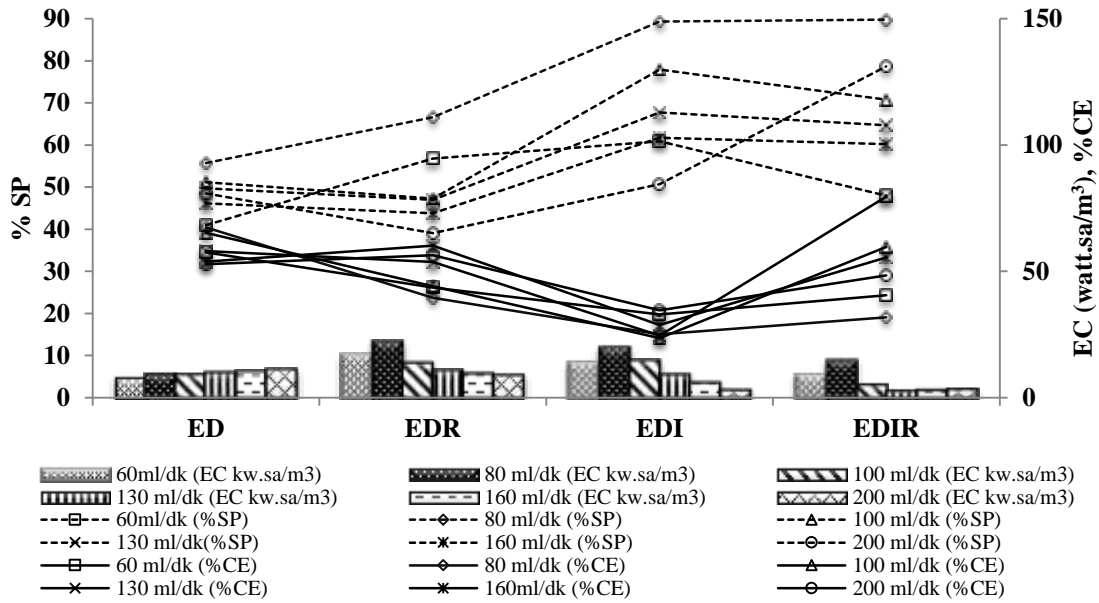 % SP
90
80
70
60
50
40
30
20
10
0
150
100
50
0
EC (watt.sa/m³), %CE
ED EDR EDI EDIR
60ml/dk (EC kw.sa/m3) 80 ml/dk (EC kw.sa/m3) 100 ml/dk (EC kw.sa/m3)
130 ml/dk (EC kw.sa/m3) 160 ml/dk (EC kw.sa/m3) 200 ml/dk (EC kw.sa/m3)
60ml/dk (%SP) 80 ml/dk (%SP) 100 ml/dk (%SP)
130 ml/dk(%SP) 160 ml/dk (%SP) 200 ml/dk (%SP)
60 ml/dk (%CE) 80 ml/dk (%CE) 100 ml/dk (%CE)
130 ml/dk (%CE) 160ml/dk (%CE) 200 ml/dk (%CE)